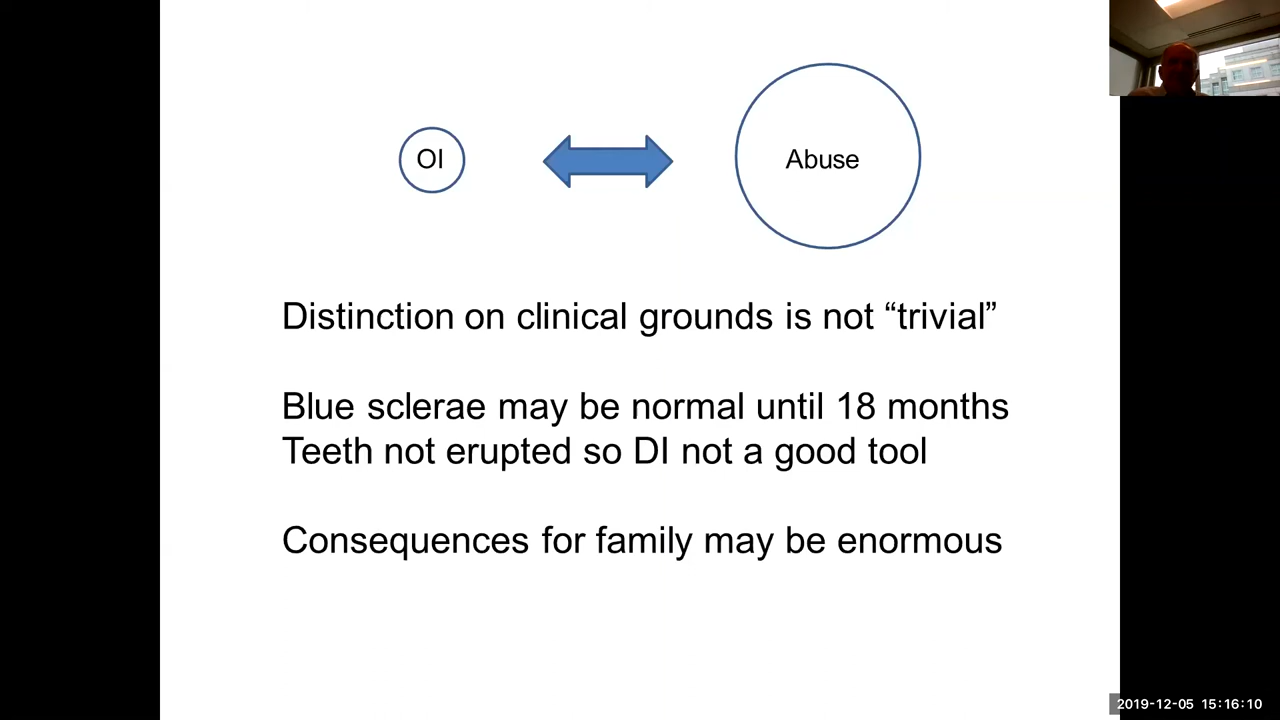 OI
Abuse
Distinction on clinical grounds is not “trivial”
Blue sclerae may be normal until 18 months
Teeth not erupted so DI not a good tool
Consequences for family may be enormous
2019-12-05 15:16:10